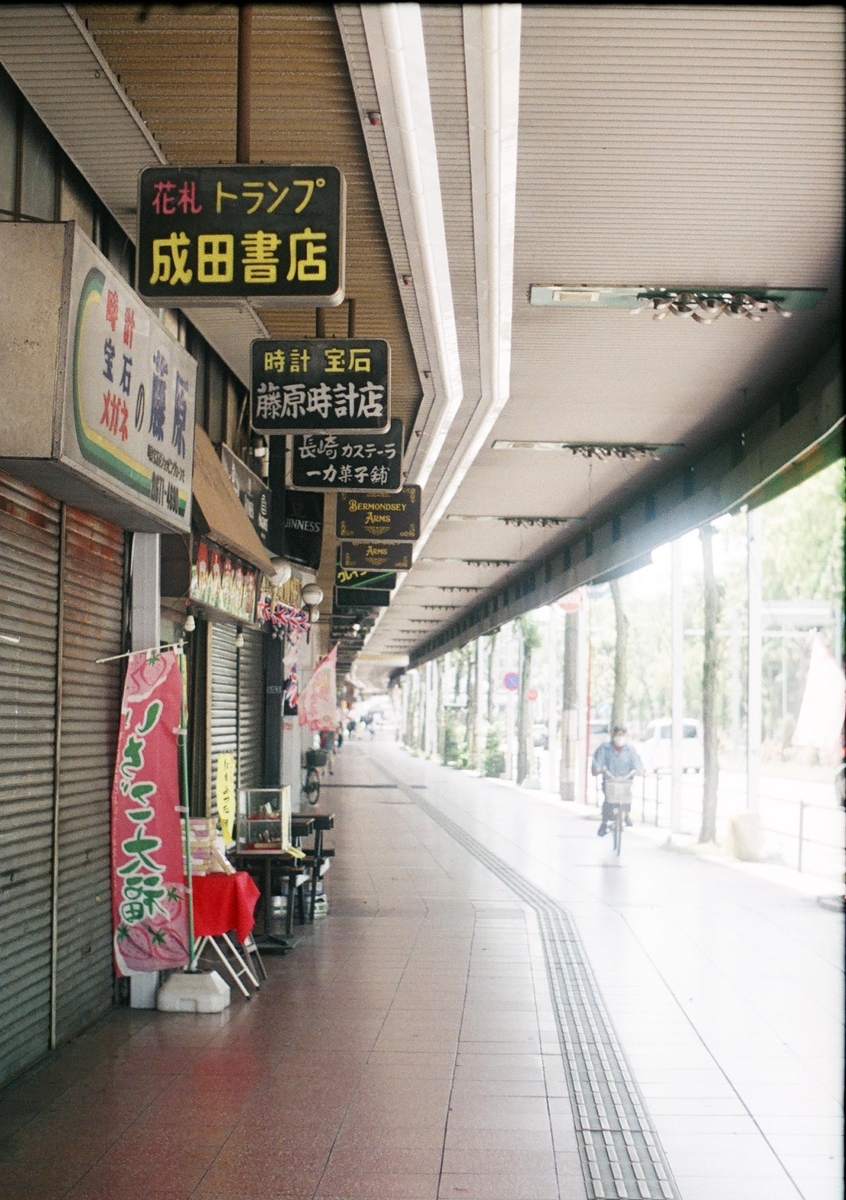 花札 トランプ
成田書店
時計
宝石
メガネ
の
藤原
時計 宝石
藤原時計店
長崎カステーラ
一力菓子舗
GUINNESS
BERMONDSEY
ARMS
ARMS
いちご大福